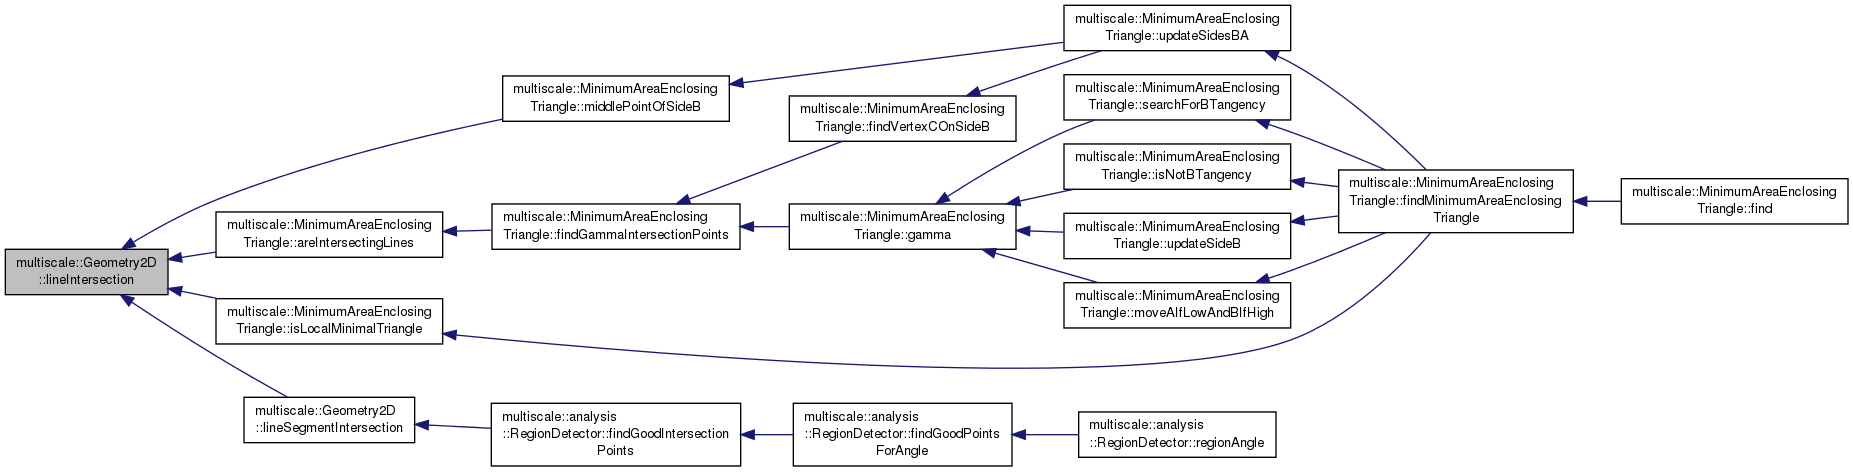 multiscale::Geometry2D
::lineIntersection
multiscale::MinimumAreaEnclosing
Triangle::middlePointOfSideB
multiscale::MinimumAreaEnclosing
Triangle::updateSidesBA
multiscale::MinimumAreaEnclosing
Triangle::findMinimumAreaEnclosing
Triangle
multiscale::MinimumAreaEnclosing
Triangle::find
multiscale::MinimumAreaEnclosing
Triangle::areIntersectingLines
multiscale::MinimumAreaEnclosing
Triangle::findGammaIntersectionPoints
multiscale::MinimumAreaEnclosing
Triangle::findVertexCOnSideB
multiscale::MinimumAreaEnclosing
Triangle::gamma
multiscale::MinimumAreaEnclosing
Triangle::searchForBTangency
multiscale::MinimumAreaEnclosing
Triangle::isNotBTangency
multiscale::MinimumAreaEnclosing
Triangle::updateSideB
multiscale::MinimumAreaEnclosing
Triangle::moveAIfLowAndBIfHigh
multiscale::MinimumAreaEnclosing
Triangle::isLocalMinimalTriangle
multiscale::Geometry2D
::lineSegmentIntersection
multiscale::analysis
::RegionDetector::findGoodIntersection
Points
multiscale::analysis
::RegionDetector::findGoodPoints
ForAngle
multiscale::analysis
::RegionDetector::regionAngle